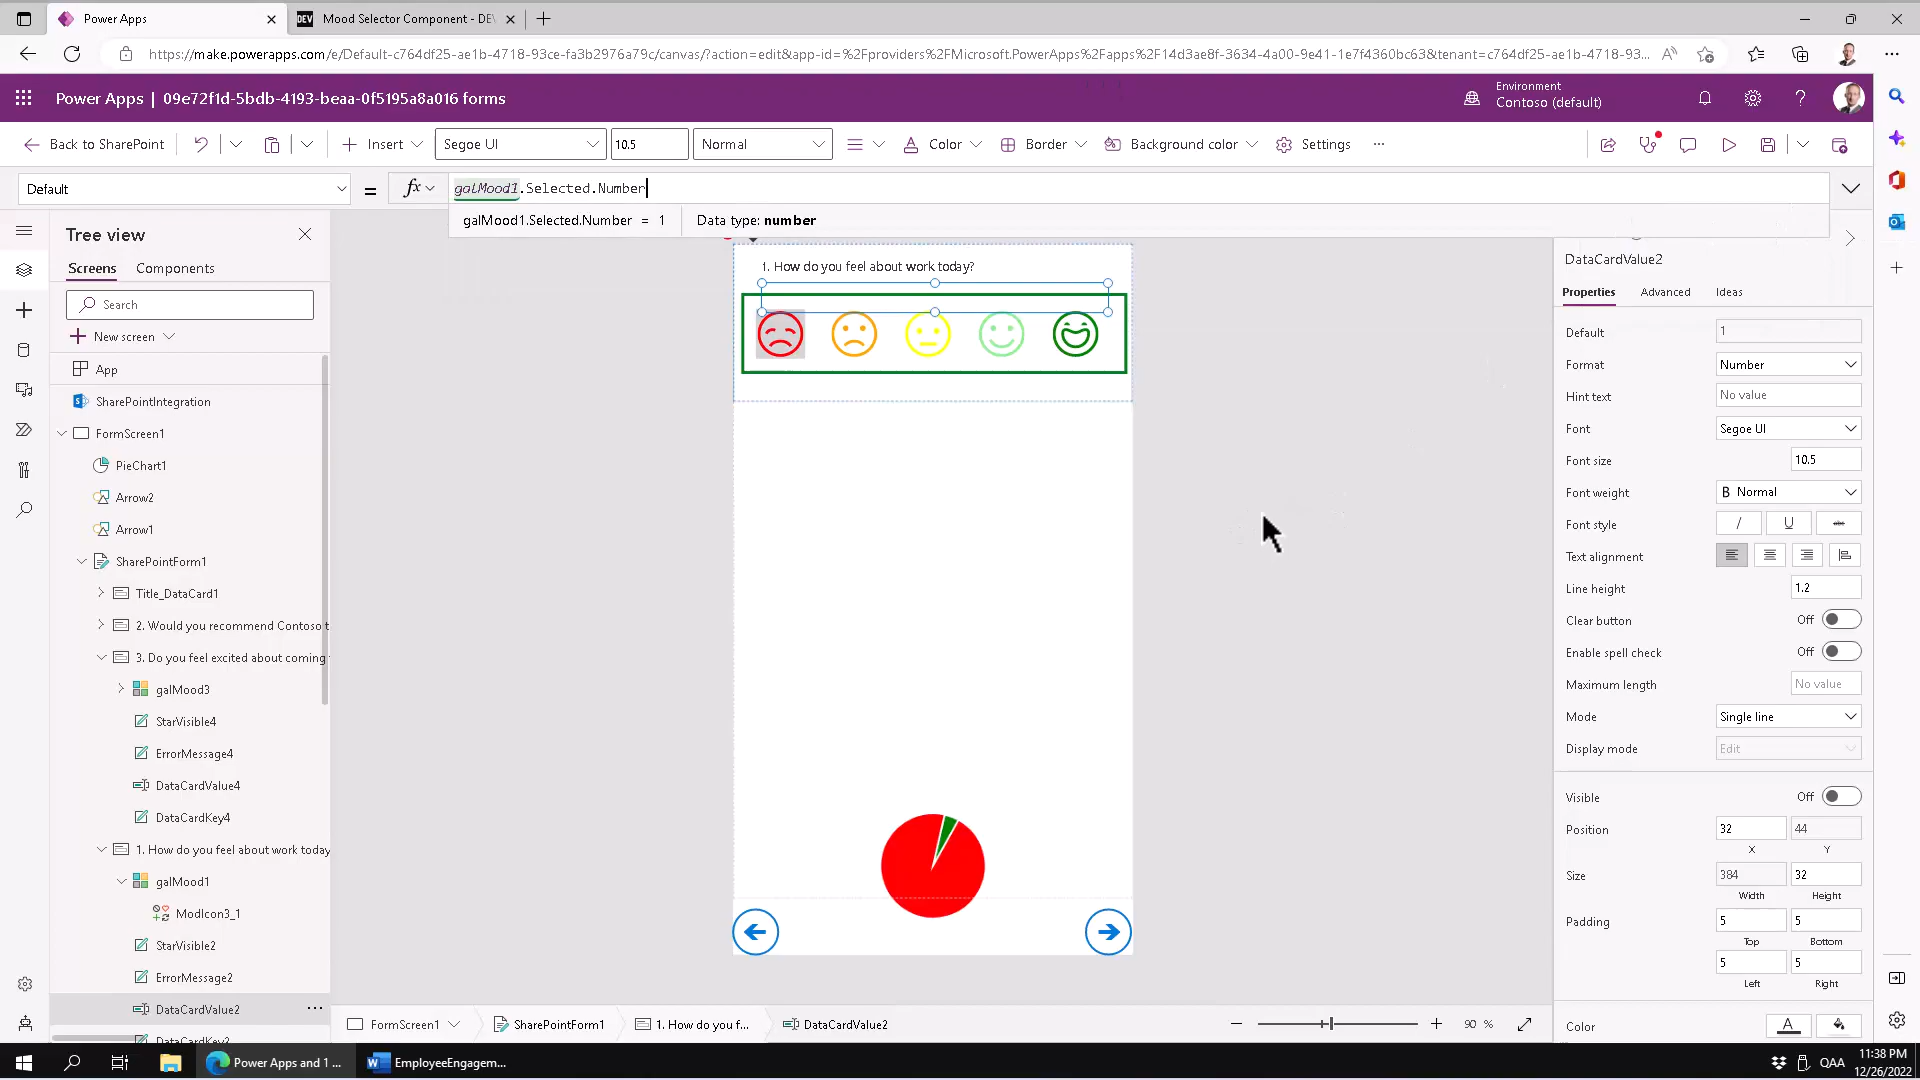 Power Apps
DEV Mood Selector Component - DEV
https://make.powerapps.com/e/Default-c764df25-ae1b-4718-93ce-fa3b2976a79c/canvas/?action=edit&app-id=%2Fproviders%2FMicrosoft.PowerApps%2Fapps%2F14d3ae8f-3634-4a00-9e41-1e7f4360bc63&tenant=c764df25-ae1b-4718-93...
Power Apps | 09e72f1d-5bdb-4193-beaa-0f5195a8a016 forms
Environment
Contoso (default)
Back to SharePoint
Insert
Segoe UI
10.5
Normal
Color
Border
Background color
Settings
Default
=
fx
galMood1.Selected.Number
galMood1.Selected.Number = 1
Data type: number
Tree view
Screens
Components
Search
New screen
App
SharePointIntegration
FormScreen1
PieChart1
Arrow2
Arrow1
SharePointForm1
Title_DataCard1
2. Would you recommend Contoso t
3. Do you feel excited about coming
galMood3
StarVisible4
ErrorMessage4
DataCardValue4
DataCardKey4
1. How do you feel about work today
galMood1
ModIcon3_1
StarVisible2
ErrorMessage2
DataCardValue2
DataCardKey2
1. How do you feel about work today?
DataCardValue2
Properties
Advanced
Ideas
Default
1
Format
Number
Hint text
No value
Font
Segoe UI
Font size
10.5
Font weight
B Normal
Font style
/ U abc
Text alignment
Line height
1.2
Clear button
Off
Enable spell check
Off
Maximum length
No value
Mode
Single line
Display mode
Edit
Visible
Off
Position
32
44
X
Y
Size
384
32
Width
Height
Padding
5
5
Top
Bottom
5
5
Left
Right
Color
A
FormScreen1
SharePointForm1
1. How do you f...
DataCardValue2
90 %
Power Apps and 1 ...
EmployeeEngagem...
QAA
11:38 PM
12/26/2022